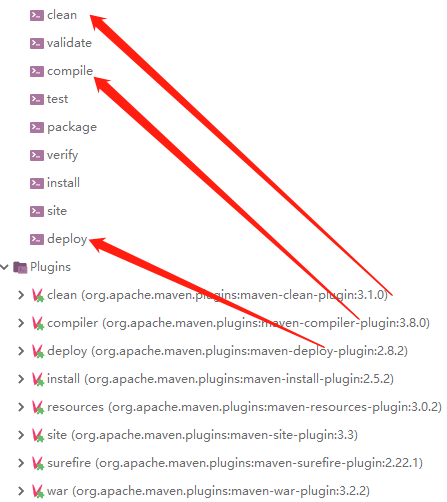 clean
validate
compile
test
package
verify
install
site
deploy
Plugins
clean (org.apache.maven.plugins:maven-clean-plugin:3.1.0)
compiler (org.apache.maven.plugins:maven-compiler-plugin:3.8.0)
deploy (org.apache.maven.plugins:maven-deploy-plugin:2.8.2)
install (org.apache.maven.plugins:maven-install-plugin:2.5.2)
resources (org.apache.maven.plugins:maven-resources-plugin:3.0.2)
site (org.apache.maven.plugins:maven-site-plugin:3.3)
surefire (org.apache.maven.plugins:maven-surefire-plugin:2.22.1)
war (org.apache.maven.plugins:maven-war-plugin:3.2.2)